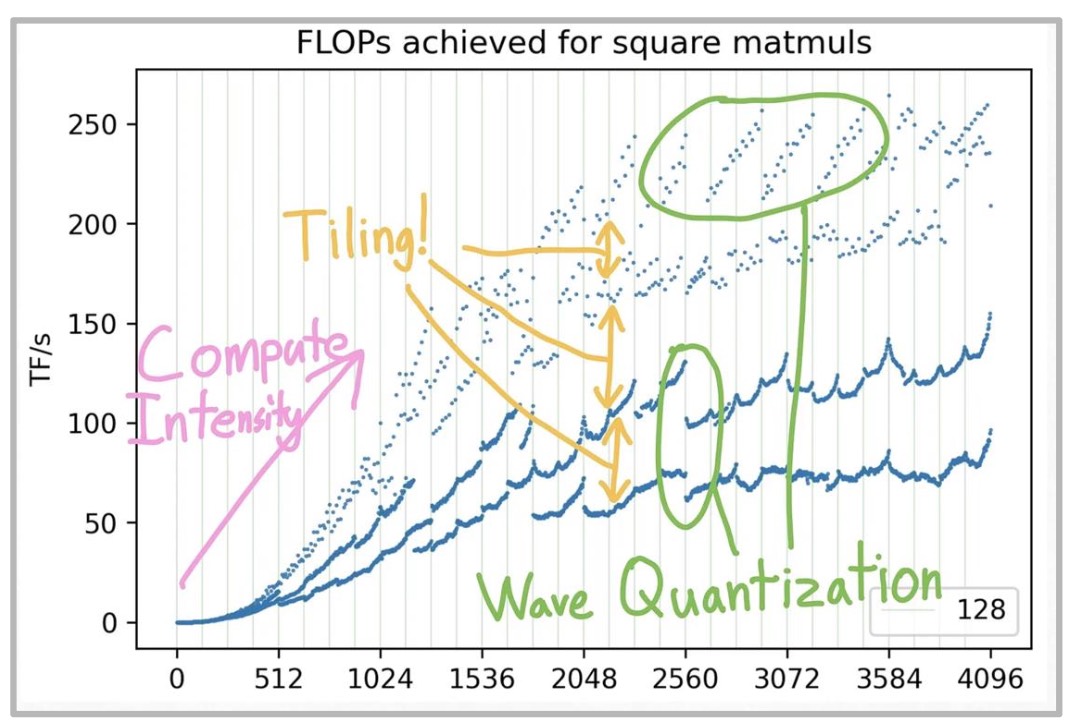 FLOPs achieved for square matmuls
250
200
150
100
50
0
TF/s
Tiling!
Compute
Intensity
Wave Quantization
128
0 512 1024 1536 2048 2560 3072 3584 4096